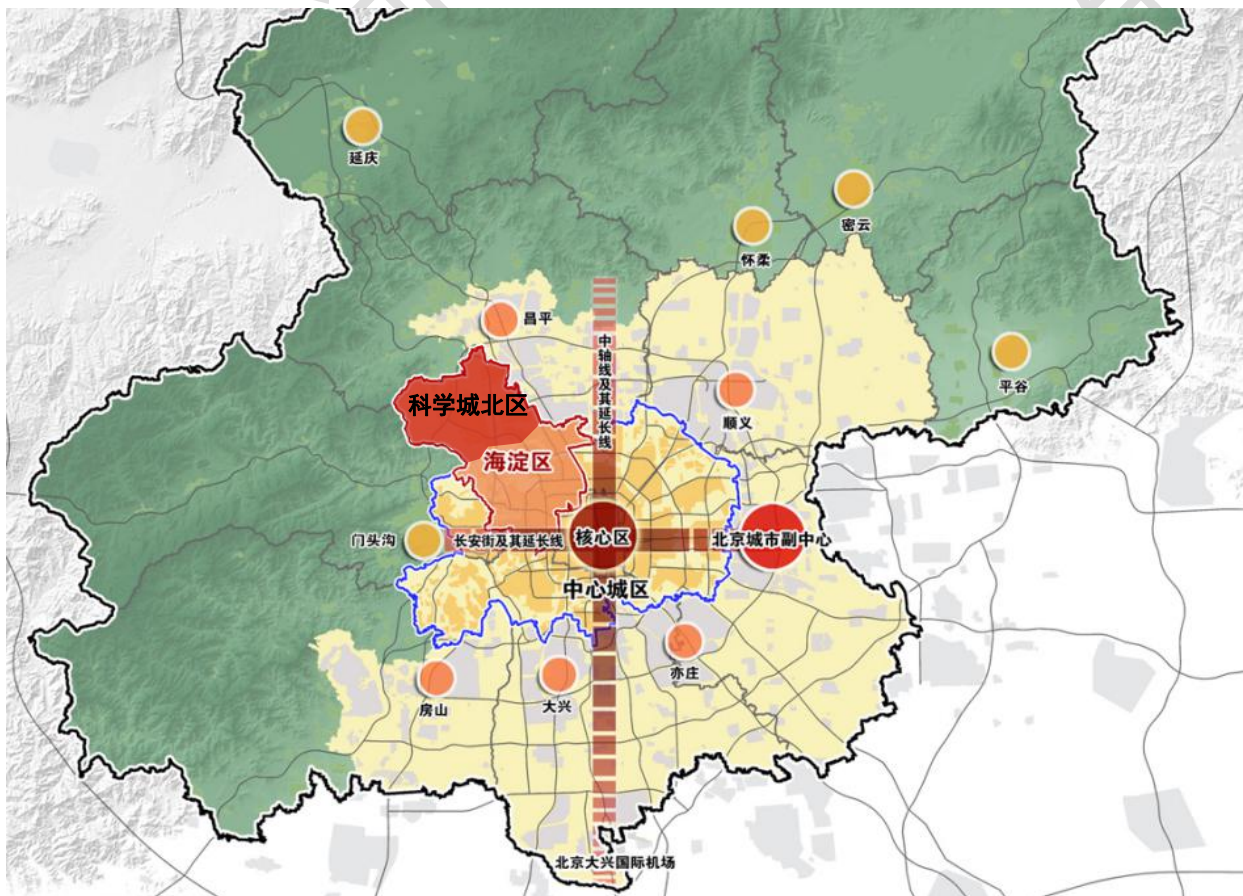 延庆
密云
怀柔
昌平
中轴线及其延长线
平谷
科学城北区
顺义
海淀区
门头沟
长安街及其延长线
核心区
北京城市副中心
中心城区
亦庄
房山
大兴
北京大兴国际机场